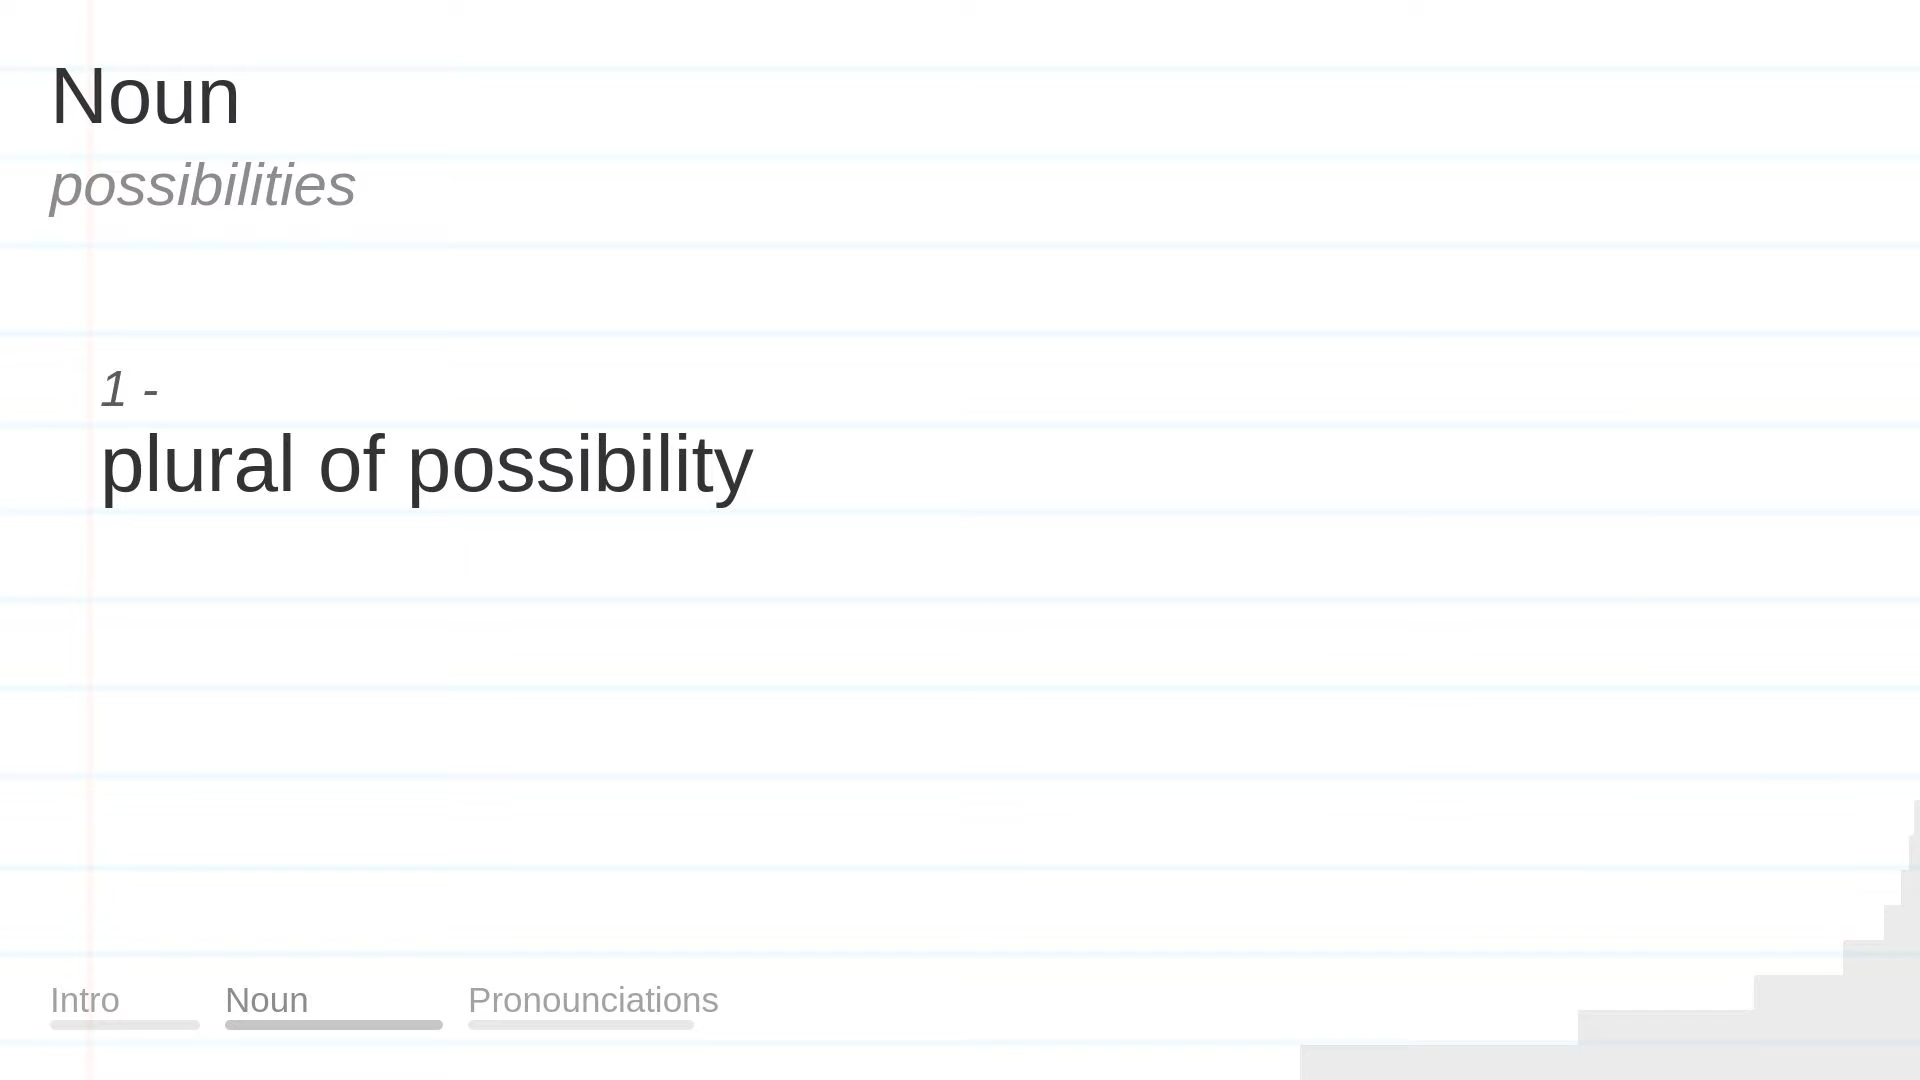 Noun
possibilities
1 -
plural of possibility
Intro Noun Pronounciations